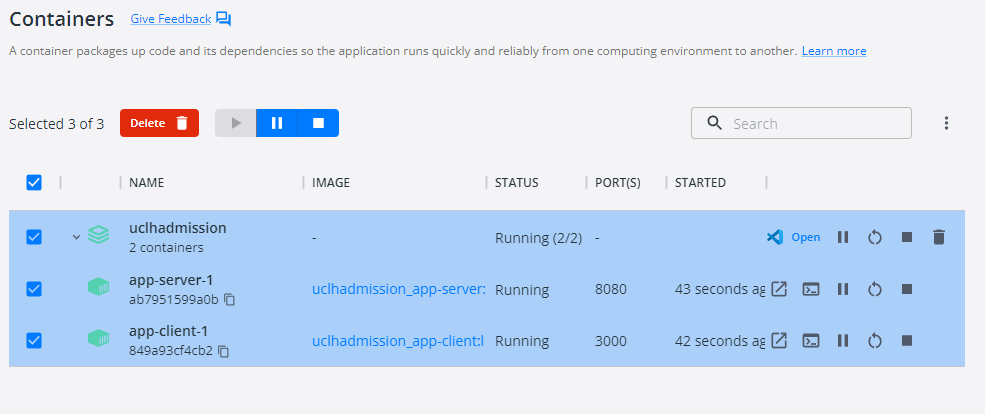 Containers Give Feedback
A container packages up code and its dependencies so the application runs quickly and reliably from one computing environment to another. Learn more
Selected 3 of 3 Delete Search
NAME IMAGE STATUS PORT(S) STARTED
uclhadmission
2 containers - Running (2/2) - Open
app-server-1
ab7951599a0b uclhadmission_app-server: Running 8080 43 seconds ag
app-client-1
849a93cf4cb2 uclhadmission_app-client:l Running 3000 42 seconds ag